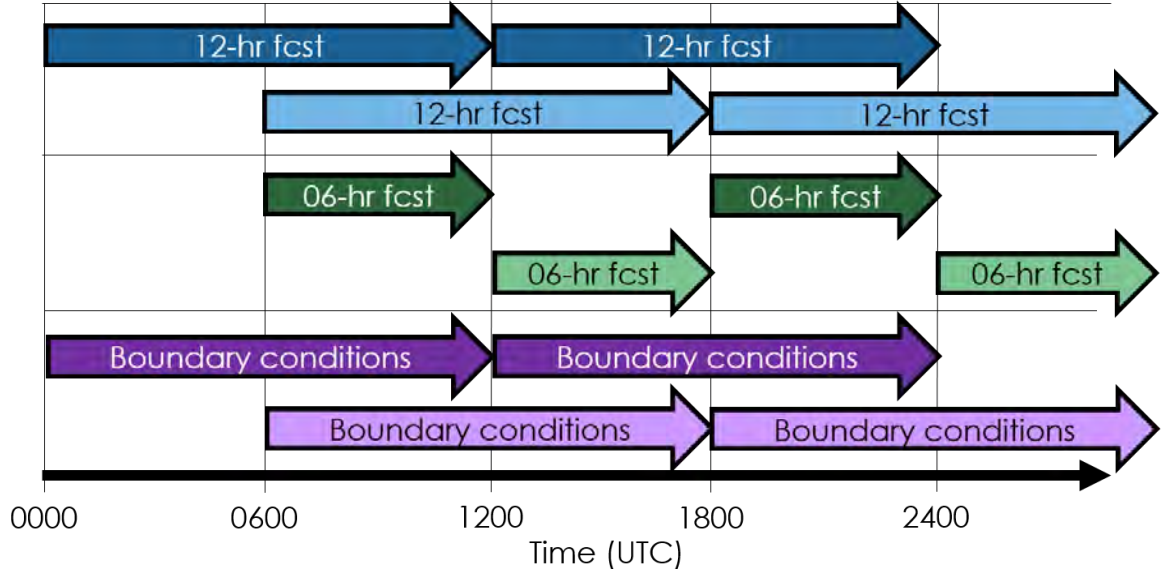 12-hr fcst 12-hr fcst
12-hr fcst 12-hr fcst
06-hr fcst 06-hr fcst
06-hr fcst 06-hr fcst
Boundary conditions Boundary conditions
Boundary conditions Boundary conditions
0000 0600 1200 1800 2400
Time (UTC)